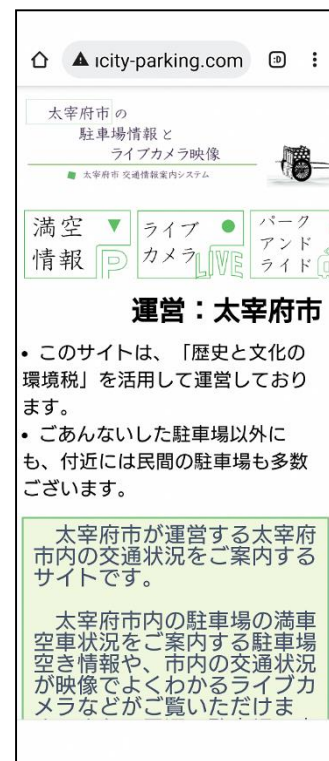 ıcity-parking.com
:D
太宰府市の
駐車場情報と
ライブカメラ映像
太宰府市 交通情報案内システム
満空
情報
P
ライブ
カメラ
LIVE
パーク
アンド
ライド
運営：太宰府市
• このサイトは、「歴史と文化の
環境税」を活用して運営しており
ます。
• ごあんないした駐車場以外に
も、付近には民間の駐車場も多数
ございます。
太宰府市が運営する太宰府
市内の交通状況をご案内する
サイトです。
太宰府市内の駐車場の満車
空車状況をご案内する駐車場
空き情報や、市内の交通状況
が映像でよくわかるライブカ
メラなどがご覧いただけま